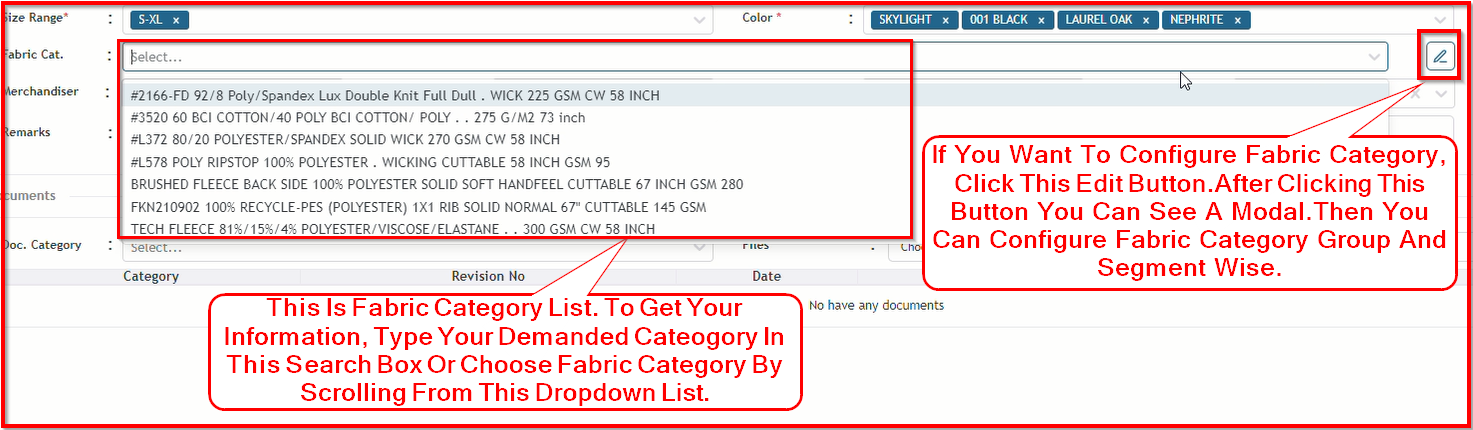 Size Range* : S-XL × Color * : SKYLIGHT × 001 BLACK × LAUREL OAK × NEPHRITE ×
Fabric Cat. : Select...
#2166-FD 92/8 Poly/Spandex Lux Double Knit Full Dull . WICK 225 GSM CW 58 INCH
Merchandiser :
#3520 60 BCI COTTON/40 POLY BCI COTTON/ POLY . . 275 G/M2 73 inch
Remarks :
#L372 80/20 POLYESTER/SPANDEX SOLID WICK 270 GSM CW 58 INCH
#L578 POLY RIPSTOP 100% POLYESTER . WICKING CUTTABLE 58 INCH GSM 95
BRUSHED FLEECE BACK SIDE 100% POLYESTER SOLID SOFT HANDFEEL CUTTABLE 67 INCH GSM 280
ocuments
FKN210902 100% RECYCLE-PES (POLYESTER) 1X1 RIB SOLID NORMAL 67" CUTTABLE 145 GSM
TECH FLEECE 81%/15%/4% POLYESTER/VISCOSE/ELASTANE . . 300 GSM CW 58 INCH
Doc. Category : Select... Files : Choo
Category Revision No Date
No have any documents
If You Want To Configure Fabric Category,
Click This Edit Button.After Clicking This
Button You Can See A Modal.Then You
Can Configure Fabric Category Group And
Segment Wise.
This Is Fabric Category List. To Get Your
Information, Type Your Demanded Cateogry In
This Search Box Or Choose Fabric Category By
Scrolling From This Dropdown List.